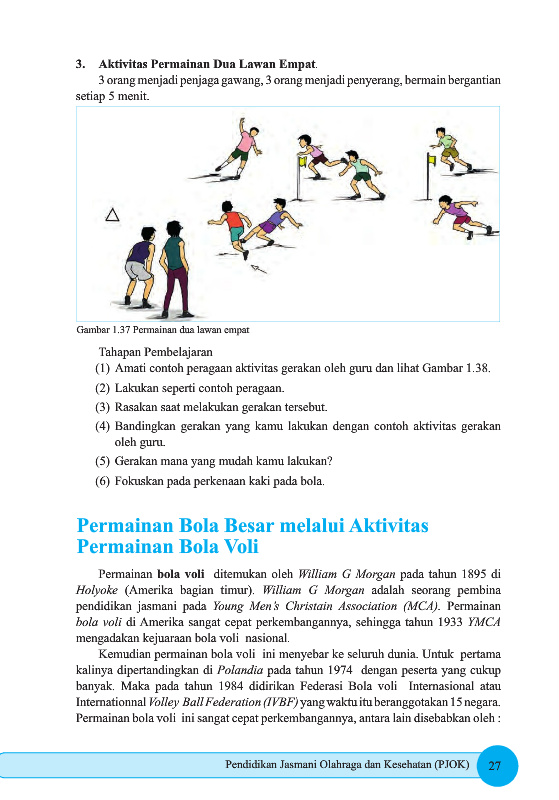 3. Aktivitas Permainan Dua Lawan Empat.
3 orang menjadi penjaga gawang, 3 orang menjadi penyerang, bermain bergantian
setiap 5 menit.
Gambar 1.37 Permainan dua lawan empat
Tahapan Pembelajaran
(1) Amati contoh peragaan aktivitas gerakan oleh guru dan lihat Gambar 1.38.
(2) Lakukan seperti contoh peragaan.
(3) Rasakan saat melakukan gerakan tersebut.
(4) Bandingkan gerakan yang kamu lakukan dengan contoh aktivitas gerakan
oleh guru.
(5) Gerakan mana yang mudah kamu lakukan?
(6) Fokuskan pada perkenaan kaki pada bola.
Permainan Bola Besar melalui Aktivitas
Permainan Bola Voli
Permainan bola voli ditemukan oleh William G Morgan pada tahun 1895 di
Holyoke (Amerika bagian timur). William G Morgan adalah seorang pembina
pendidikan jasmani pada Young Men's Christain Association (MCA). Permainan
bola voli di Amerika sangat cepat perkembangannya, sehingga tahun 1933 YMCA
mengadakan kejuaraan bola voli nasional.
Kemudian permainan bola voli ini menyebar ke seluruh dunia. Untuk pertama
kalinya dipertandingkan di Polandia pada tahun 1974 dengan peserta yang cukup
banyak. Maka pada tahun 1984 didirikan Federasi Bola voli Internasional atau
Internationnal Volley Ball Federation (IVBF) yang waktu itu beranggotakan 15 negara.
Permainan bola voli ini sangat cepat perkembangannya, antara lain disebabkan oleh :
Pendidikan Jasmani Olahraga dan Kesehatan (PJOK) 27